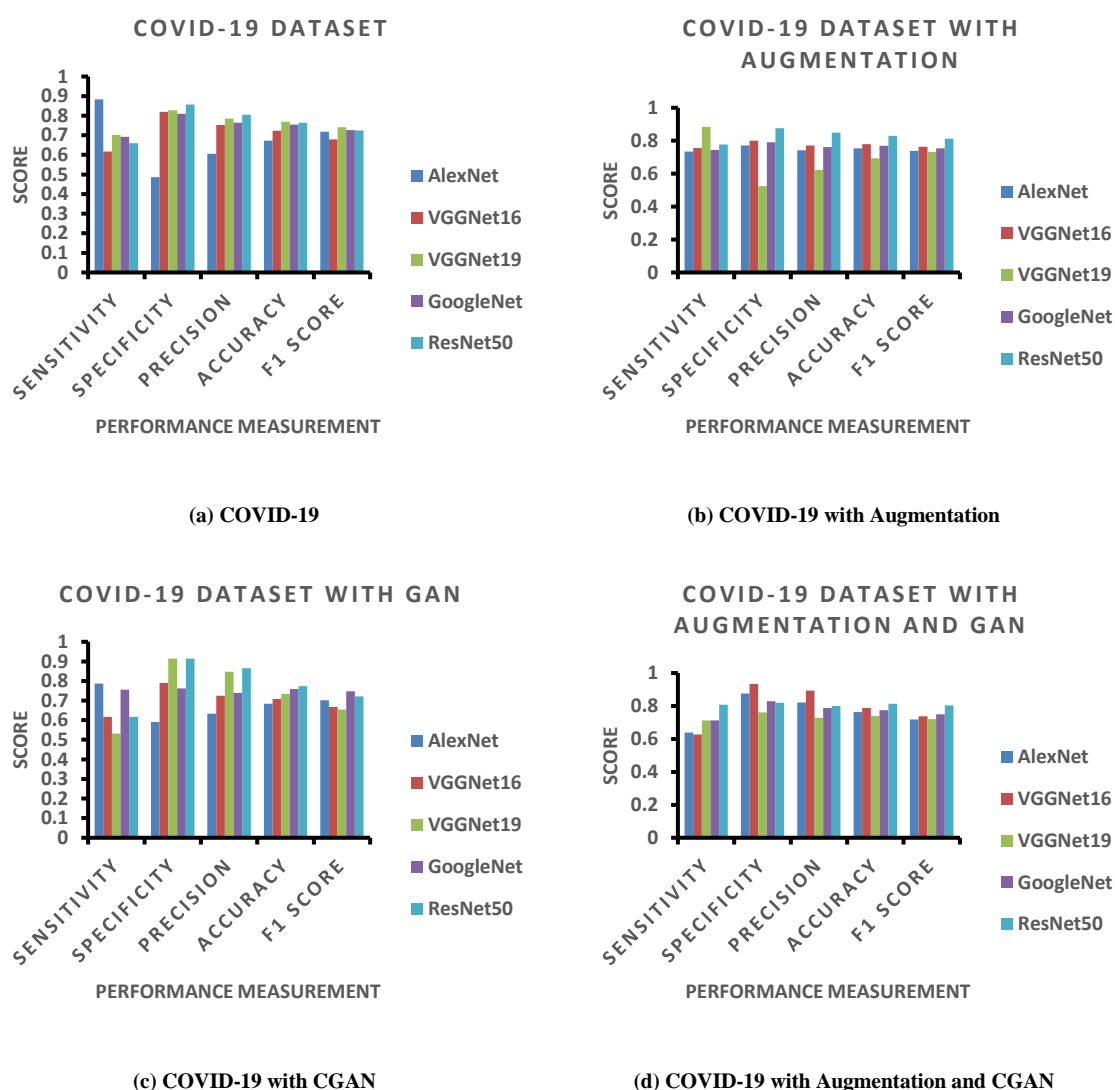 COVID-19 DATASET
1
0.9
0.8
0.7
0.6
0.5
0.4
0.3
0.2
0.1
0
SCORE
SENSITIVITY
SPECIFICITY
PRECISION
ACCURACY
F1 SCORE
PERFORMANCE MEASUREMENT
AlexNet
VGGNet16
VGGNet19
GoogleNet
ResNet50
(a) COVID-19
COVID-19 DATASET WITH
AUGMENTATION
1
0.8
0.6
0.4
0.2
0
SCORE
SENSITIVITY
SPECIFICITY
PRECISION
ACCURACY
F1 SCORE
PERFORMANCE MEASUREMENT
AlexNet
VGGNet16
VGGNet19
GoogleNet
ResNet50
(b) COVID-19 with Augmentation
COVID-19 DATASET WITH GAN
1
0.9
0.8
0.7
0.6
0.5
0.4
0.3
0.2
0.1
0
SCORE
SENSITIVITY
SPECIFICITY
PRECISION
ACCURACY
F1 SCORE
PERFORMANCE MEASUREMENT
AlexNet
VGGNet16
VGGNet19
GoogleNet
ResNet50
(c) COVID-19 with CGAN
COVID-19 DATASET WITH
AUGMENTATION AND GAN
1
0.8
0.6
0.4
0.2
0
SCORE
SENSITIVITY
SPECIFICITY
PRECISION
ACCURACY
F1 SCORE
PERFORMANCE MEASUREMENT
AlexNet
VGGNet16
VGGNet19
GoogleNet
ResNet50
(d) COVID-19 with Augmentation and CGAN